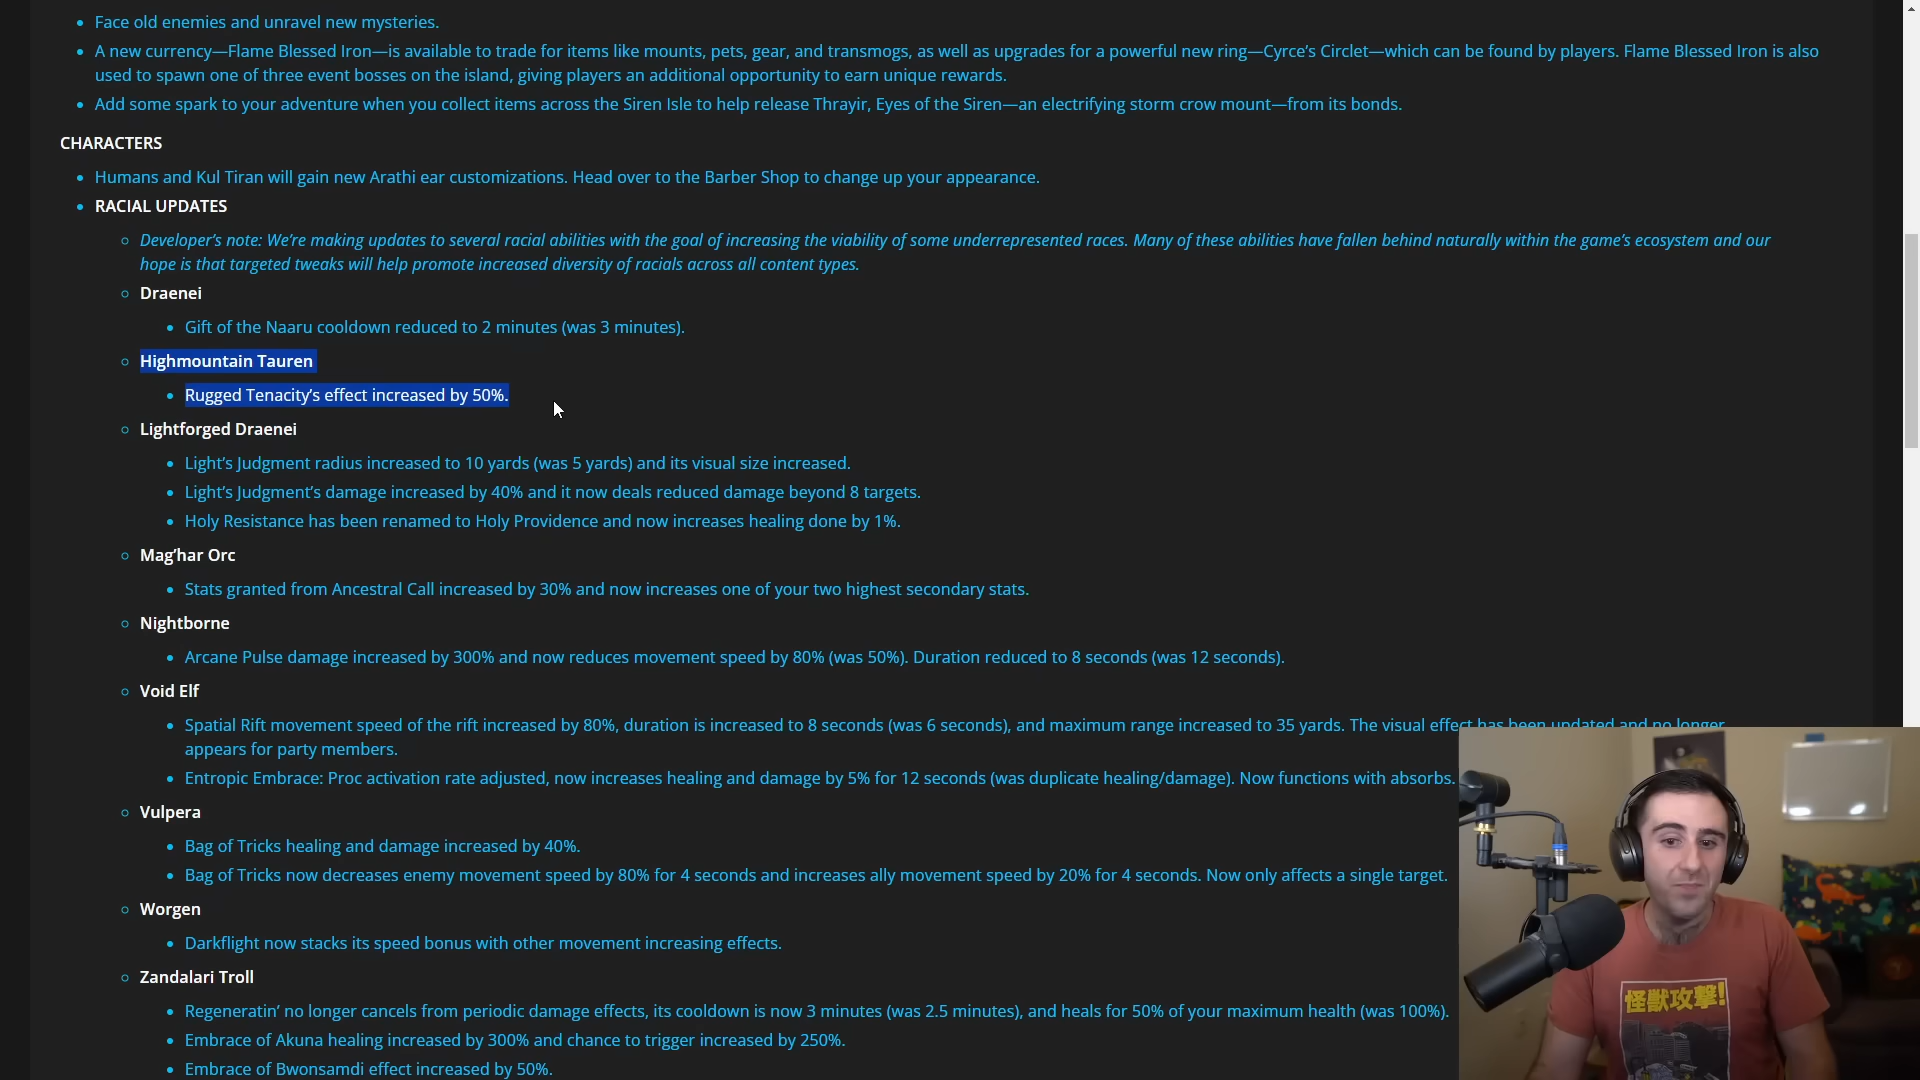 Face old enemies and unravel new mysteries.
A new currency—Flame Blessed Iron—is available to trade for items like mounts, pets, gear, and transmogs, as well as upgrades for a powerful new ring—Cyrce’s Circlet—which can be found by players. Flame Blessed Iron is also
used to spawn one of three event bosses on the island, giving players an additional opportunity to earn unique rewards.
Add some spark to your adventure when you collect items across the Siren Isle to help release Thrayir, Eyes of the Siren—an electrifying storm crow mount—from its bonds.
CHARACTERS
Humans and Kul Tiran will gain new Arathi ear customizations. Head over to the Barber Shop to change up your appearance.
RACIAL UPDATES
Developer’s note: We’re making updates to several racial abilities with the goal of increasing the viability of some underrepresented races. Many of these abilities have fallen behind naturally within the game’s ecosystem and our
hope is that targeted tweaks will help promote increased diversity of racials across all content types.
Draenei
Gift of the Naaru cooldown reduced to 2 minutes (was 3 minutes).
Highmountain Tauren
Rugged Tenacity’s effect increased by 50%.
Lightforged Draenei
Light’s Judgment radius increased to 10 yards (was 5 yards) and its visual size increased.
Light’s Judgment’s damage increased by 40% and it now deals reduced damage beyond 8 targets.
Holy Resistance has been renamed to Holy Providence and now increases healing done by 1%.
Mag’har Orc
Stats granted from Ancestral Call increased by 30% and now increases one of your two highest secondary stats.
Nightborne
Arcane Pulse damage increased by 300% and now reduces movement speed by 80% (was 50%). Duration reduced to 8 seconds (was 12 seconds).
Void Elf
Spatial Rift movement speed of the rift increased by 80%, duration is increased to 8 seconds (was 6 seconds), and maximum range increased to 35 yards. The visual effect has been updated and no longer
appears for party members.
Entropic Embrace: Proc activation rate adjusted, now increases healing and damage by 5% for 12 seconds (was duplicate healing/damage). Now functions with absorbs.
Vulpera
Bag of Tricks healing and damage increased by 40%.
Bag of Tricks now decreases enemy movement speed by 80% for 4 seconds and increases ally movement speed by 20% for 4 seconds. Now only affects a single target.
Worgen
Darkflight now stacks its speed bonus with other movement increasing effects.
Zandalari Troll
Regeneratin’ no longer cancels from periodic damage effects, its cooldown is now 3 minutes (was 2.5 minutes), and heals for 50% of your maximum health (was 100%).
Embrace of Akuna healing increased by 300% and chance to trigger increased by 250%.
Embrace of Bwonsamdi effect increased by 50%.
怪獣攻撃!